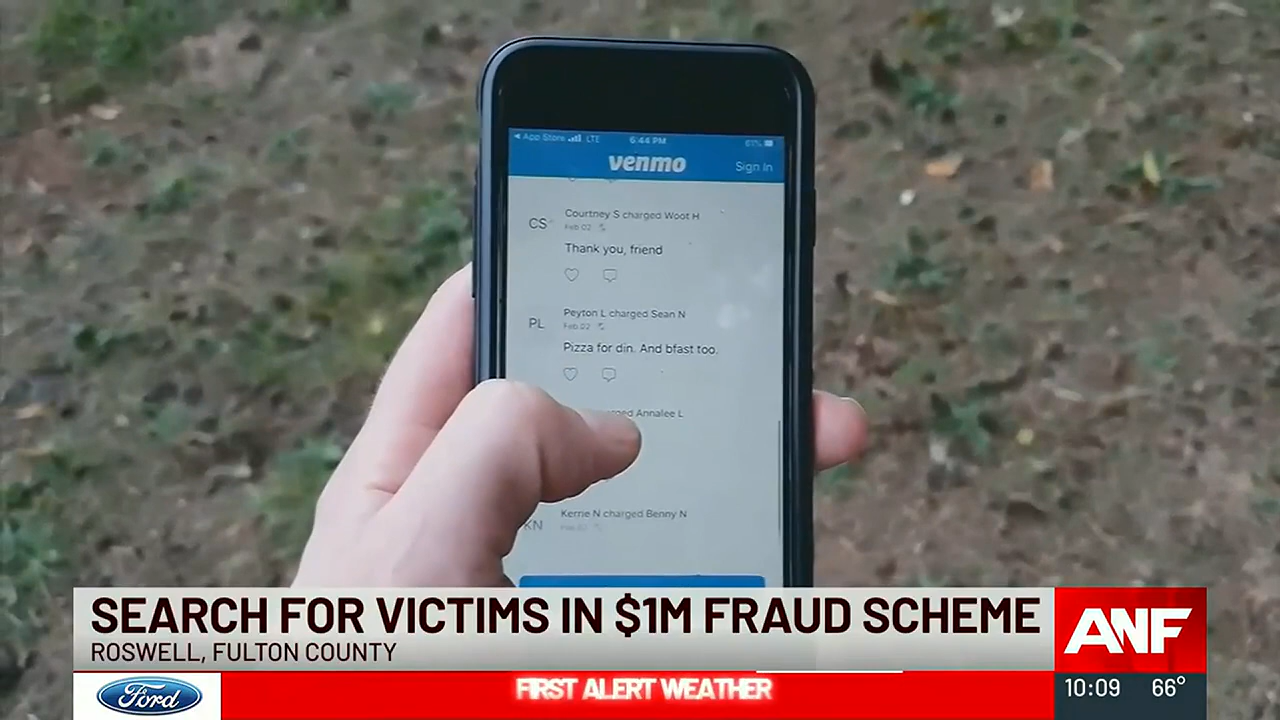 App Store LTE 6:44 PM 61%
venmo Sign In
CS Courtney S charged Woot H
Feb 02
Thank you, friend
PL Peyton L charged Sean N
Feb 02
Pizza for din. And bfast too.
Annalee L
KN Kerrie N charged Benny N
SEARCH FOR VICTIMS IN $1M FRAUD SCHEME
ROSWELL, FULTON COUNTY
ANF
Ford
FIRST ALERT WEATHER
10:09 66°